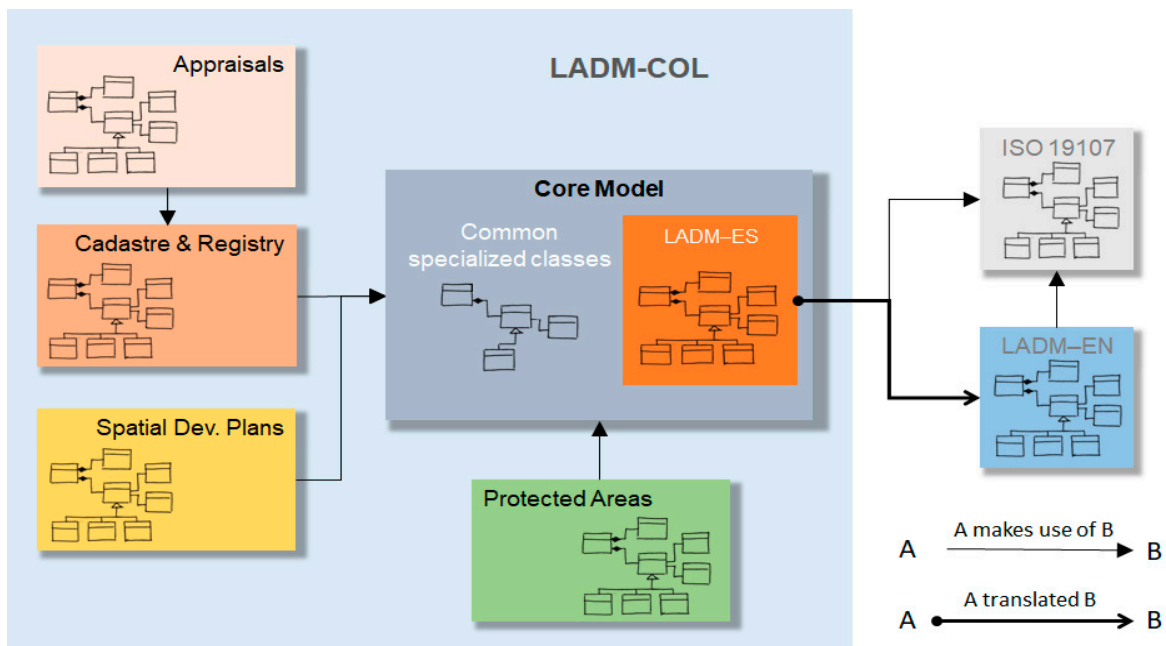 LADM-COL
Appraisals
Cadastre & Registry
Spatial Dev. Plans
Core Model
Common
specialized classes
LADM–ES
Protected Areas
ISO 19107
LADM–EN
A makes use of B
A B
A translated B
A B